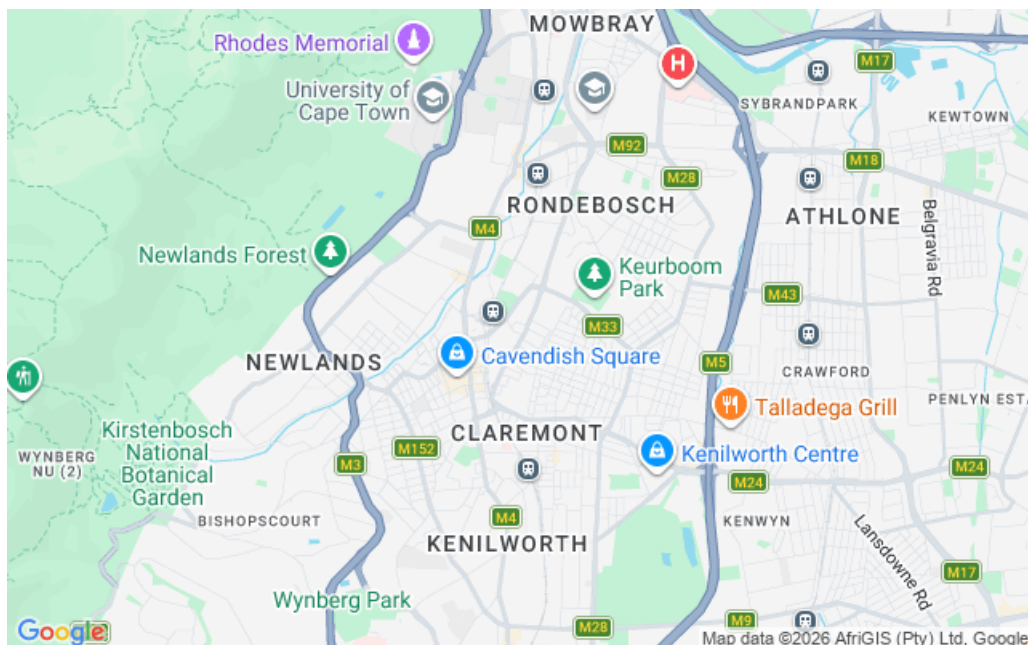 MOWBRAY
Rhodes Memorial
H
M17
University of
Cape Town
SYBRANDPARK
KEWTOWN
M92
M18
M28
RONDEBOSCH
ATHLONE
Belgravia Rd
M4
Newlands Forest
Keurboom
Park
M43
M33
NEWLANDS
Cavendish Square
M5
CRAWFORD
Talladega Grill
PENLYN ESTA
Kirstenbosch
National
Botanical
Garden
WYNBERG
NU (2)
CLAREMONT
M152
M3
Kenilworth Centre
M24
M24
BISHOPSCOURT
M4
KENWYN
Lansdowne Rd
KENILWORTH
M17
Wynberg Park
Google
M28
M9
Map data ©2026 AfriGIS (Pty) Ltd, Google